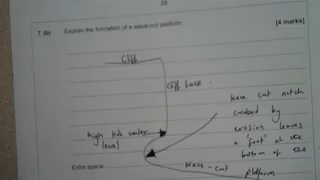 28
7 (b) Explain the formation of a wave-cut platform.
[4 marks]
Cliff
Cliff base.
Wave cut notch
by
high tide water
level
erosion leaves
a 'foot' at the
bottom of the
Extra space
Wave-cut
platform